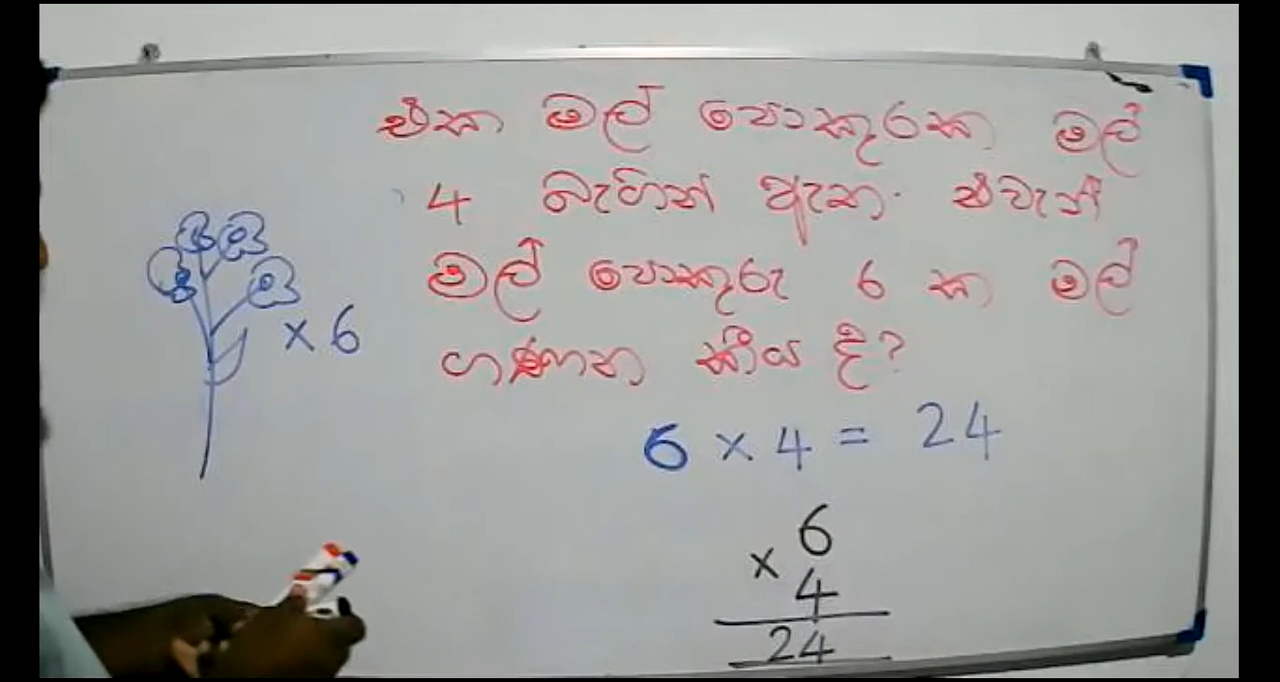 එක මල් පොකුරක මල්
4 බැගින් ඇත. එවැනි
මල් පොකුරු 6 ක මල්
ගණන කීය ද?
× 6
6 × 4 = 24
6
× 4
24